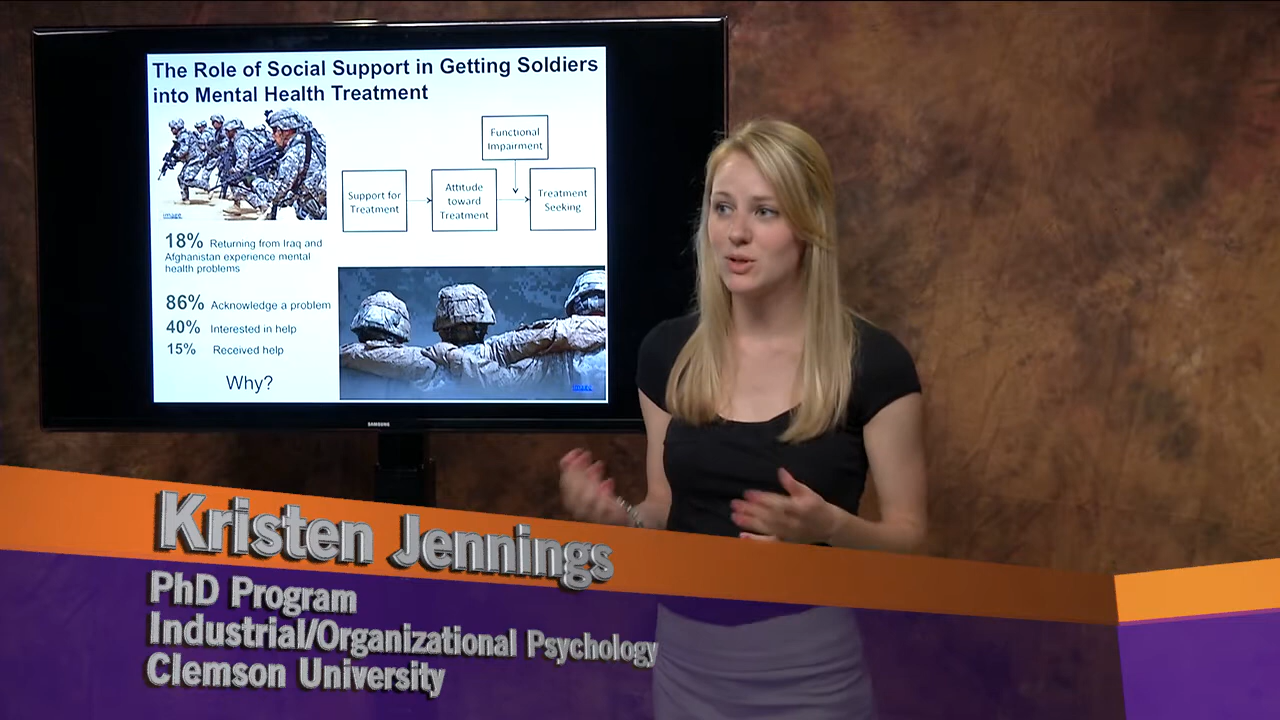 The Role of Social Support in Getting Soldiers
into Mental Health Treatment
image
18% Returning from Iraq and
Afghanistan experience mental
health problems
86% Acknowledge a problem
40% Interested in help
15% Received help
Why?
Functional
Impairment
Support for
Treatment
Attitude
toward
Treatment
Treatment
Seeking
image
SAMSUNG
Kristen Jennings
PhD Program
Industrial/Organizational Psychology
Clemson University